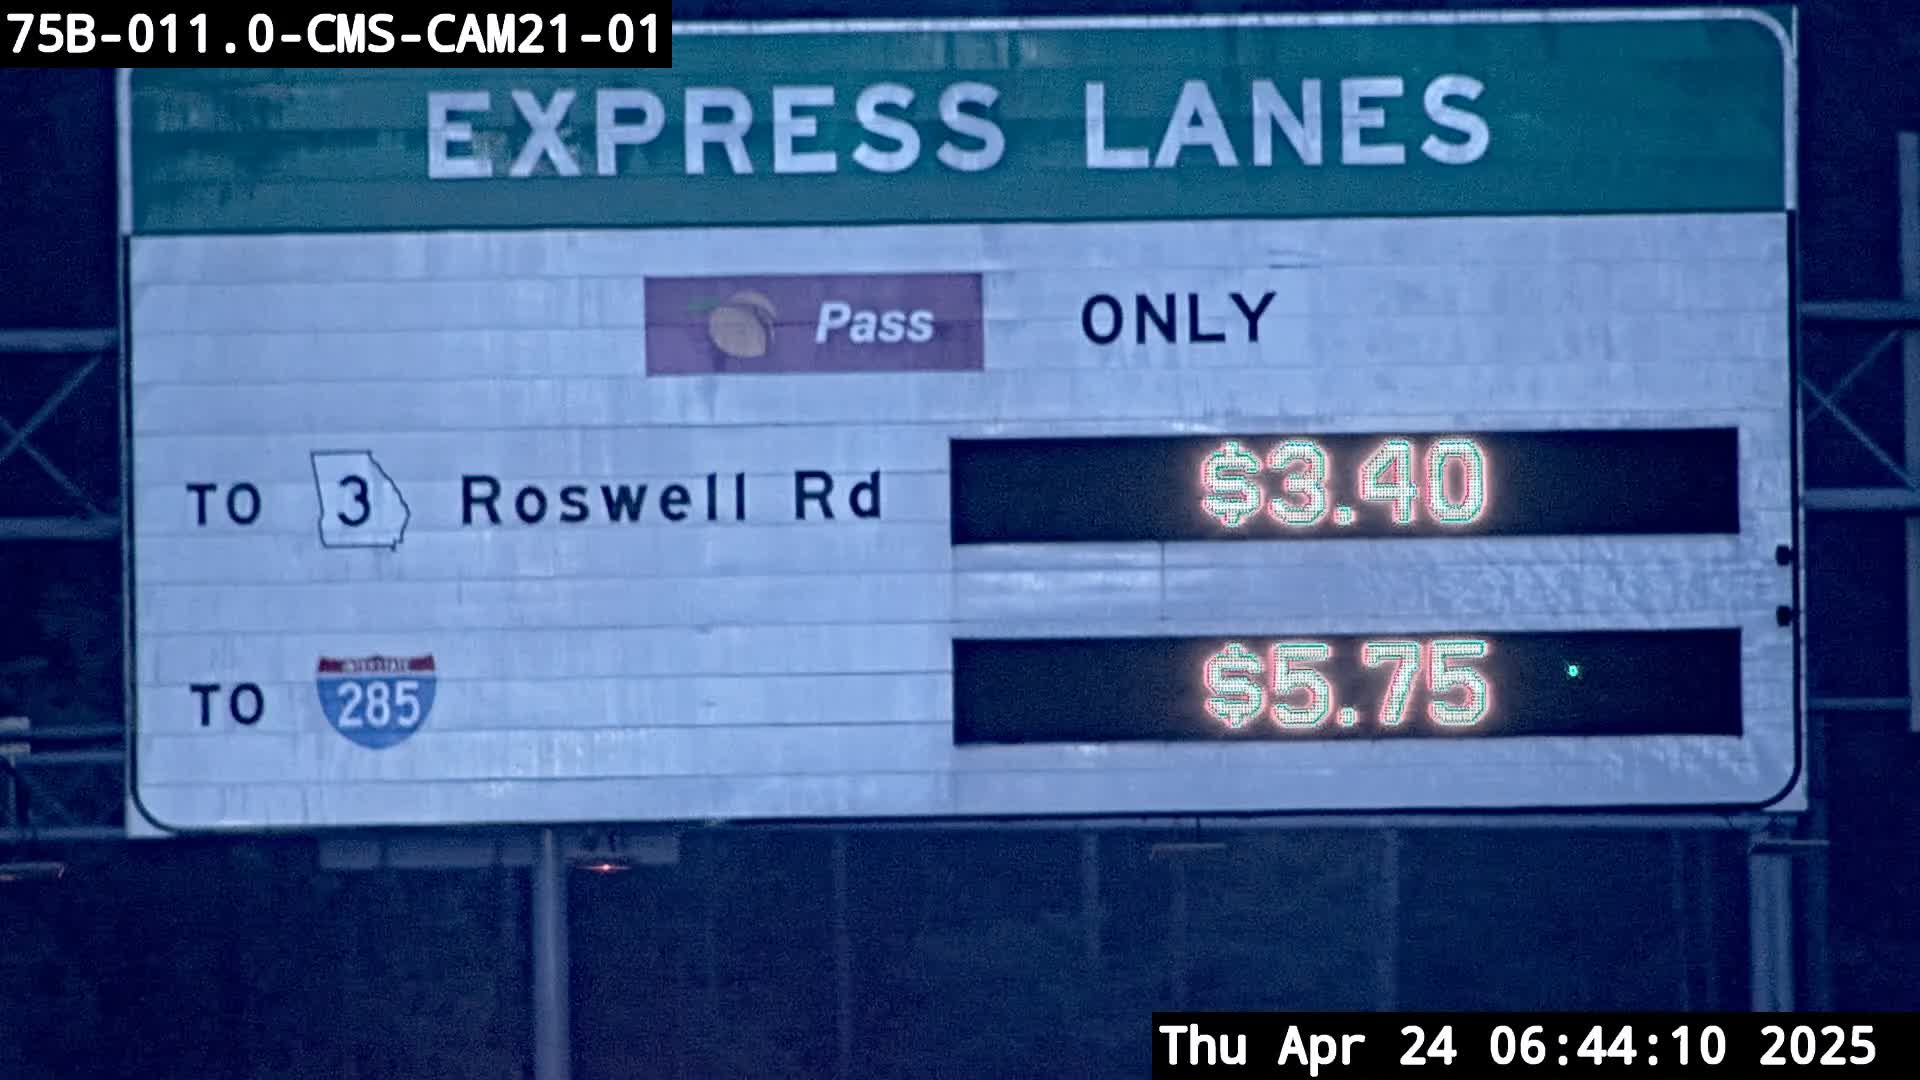 75B-011.0-CMS-CAM21-01
EXPRESS LANES
Pass ONLY
TO 3 Roswell Rd $3.40
TO 285 $5.75
Thu Apr 24 06:44:10 2025